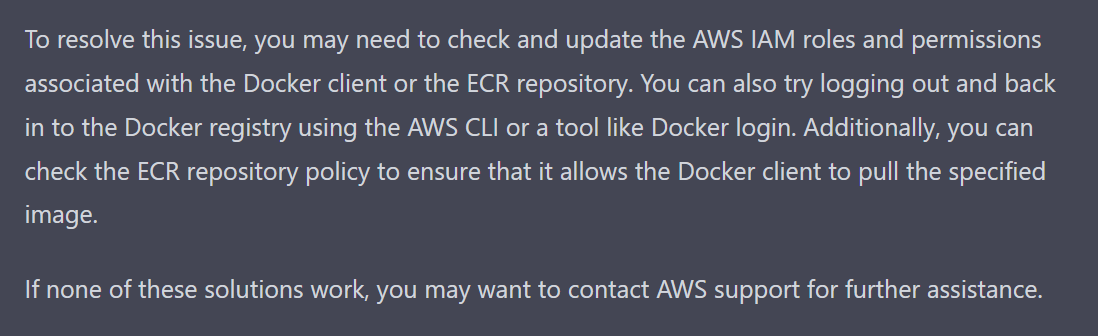 To resolve this issue, you may need to check and update the AWS IAM roles and permissions
associated with the Docker client or the ECR repository. You can also try logging out and back
in to the Docker registry using the AWS CLI or a tool like Docker login. Additionally, you can
check the ECR repository policy to ensure that it allows the Docker client to pull the specified
image.
If none of these solutions work, you may want to contact AWS support for further assistance.